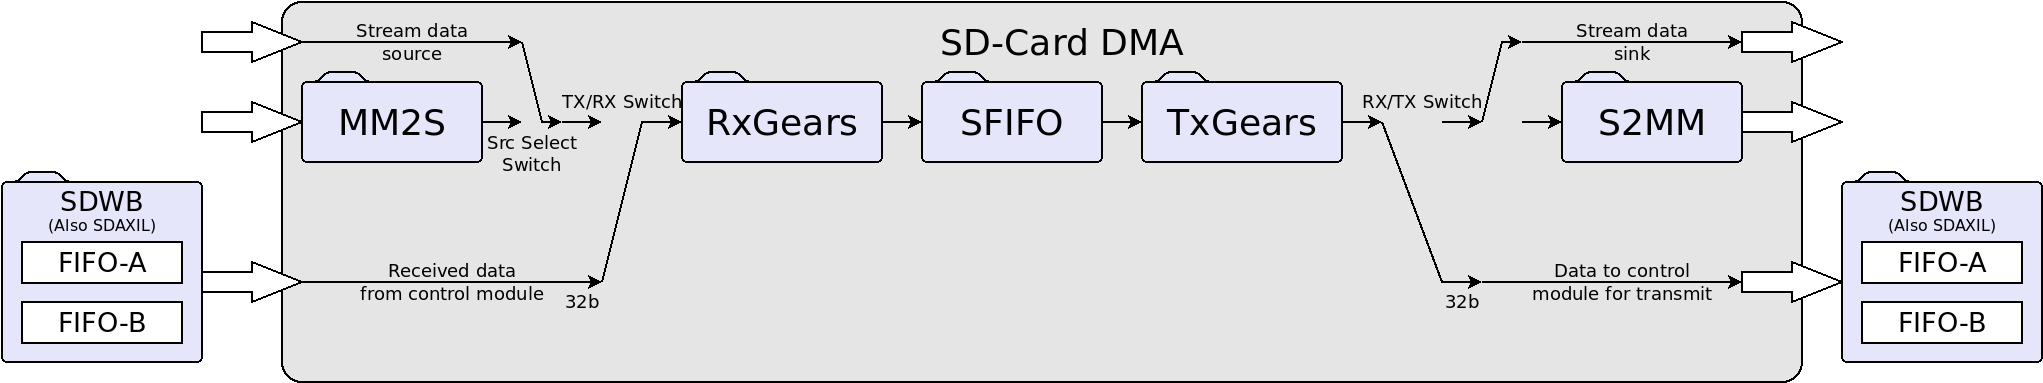 SD-Card DMA
Stream data
source
MM2S
Src Select
Switch
TX/RX Switch
RxGears
SFIFO
TxGears
RX/TX Switch
Stream data
sink
S2MM
SDWB
(Also SDAXIL)
FIFO-A
FIFO-B
Received data
from control module
32b
32b
Data to control
module for transmit
SDWB
(Also SDAXIL)
FIFO-A
FIFO-B